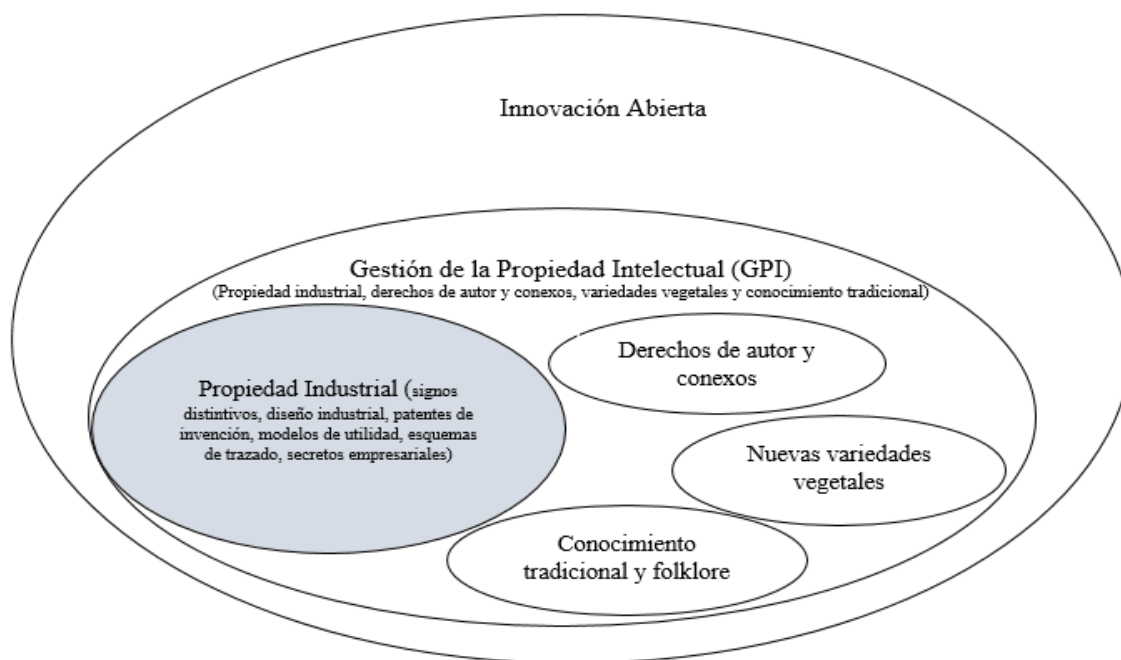 Innovación Abierta
Gestión de la Propiedad Intelectual (GPI)
(Propiedad industrial, derechos de autor y conexos, variedades vegetales y conocimiento tradicional)
Propiedad Industrial (signos
distintivos, diseño industrial, patentes de
invención, modelos de utilidad, esquemas
de trazado, secretos empresariales)
Derechos de autor y
conexos
Nuevas variedades
vegetales
Conocimiento
tradicional y folklore